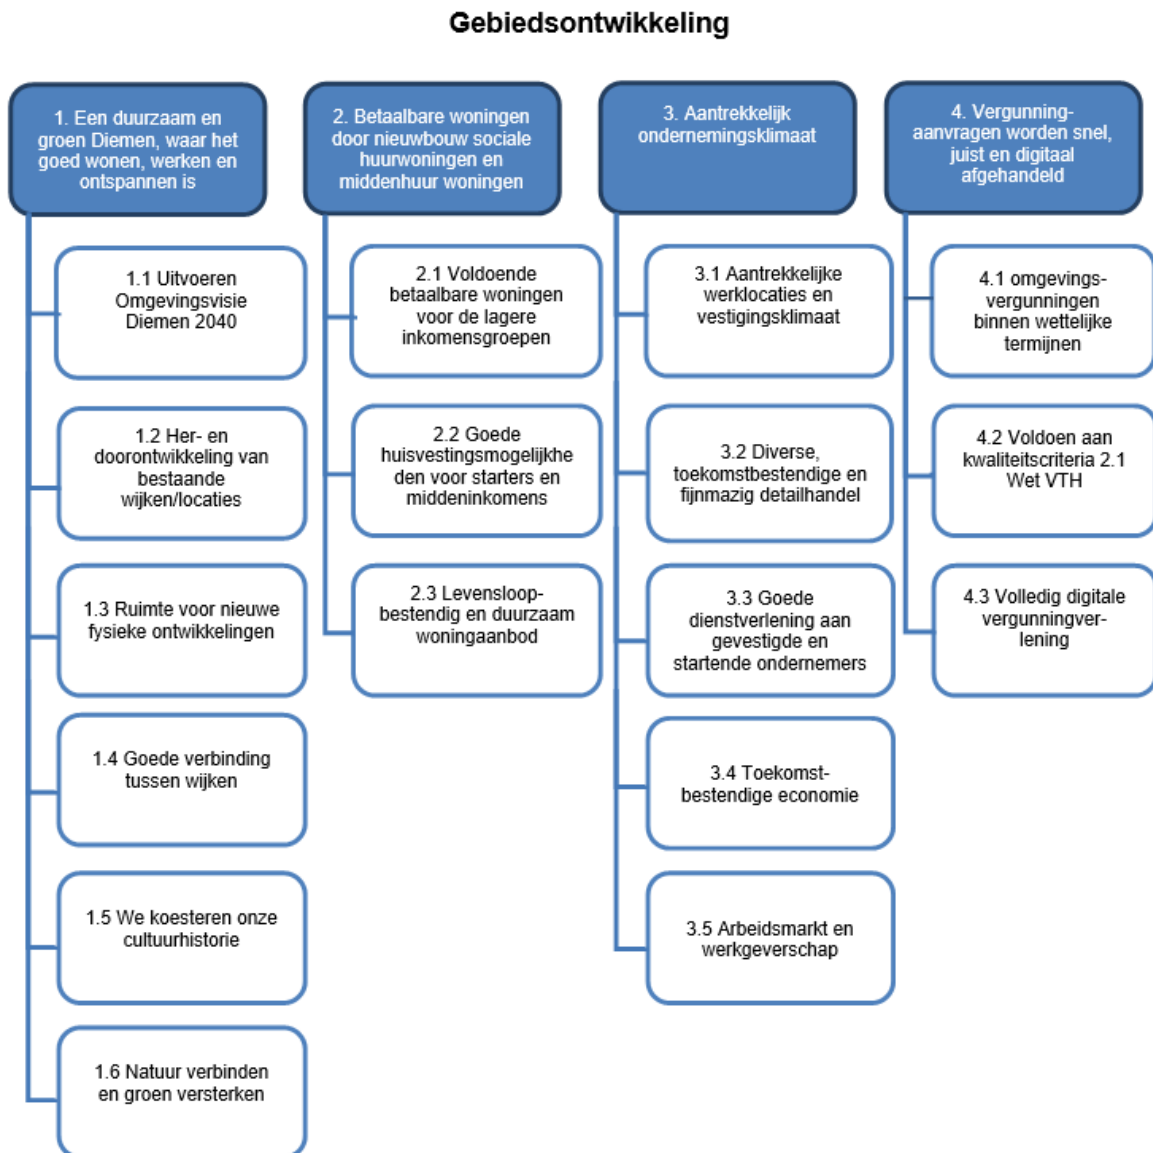 Gebiedsontwikkeling
1. Een duurzaam en
groen Diemen, waar het
goed wonen, werken en
ontspannen is
1.1 Uitvoeren
Omgevingsvisie
Diemen 2040
1.2 Her- en
doorontwikkeling van
bestaande
wijken/locaties
1.3 Ruimte voor nieuwe
fysieke ontwikkelingen
1.4 Goede verbinding
tussen wijken
1.5 We koesteren onze
cultuurhistorie
1.6 Natuur verbinden
en groen versterken
2. Betaalbare woningen
door nieuwbouw sociale
huurwoningen en
middenhuur woningen
2.1 Voldoende
betaalbare woningen
voor de lagere
inkomensgroepen
2.2 Goede
huisvestingsmogelijkhe
den voor starters en
middeninkomens
2.3 Levensloop-
bestendig en duurzaam
woningaanbod
3. Aantrekkelijk
ondernemingsklimaat
3.1 Aantrekkelijke
werklocaties en
vestigingsklimaat
3.2 Diverse,
toekomstbestendige en
fijnmazig detailhandel
3.3 Goede
dienstverlening aan
gevestigde en
startende ondernemers
3.4 Toekomst-
bestendige economie
3.5 Arbeidsmarkt en
werkgeverschap
4. Vergunning-
aanvragen worden snel,
juist en digitaal
afgehandeld
4.1 omgevings-
vergunningen
binnen wettelijke
termijnen
4.2 Voldoen aan
kwaliteitscriteria 2.1
Wet VTH
4.3 Volledig digitale
vergunningver-
lening